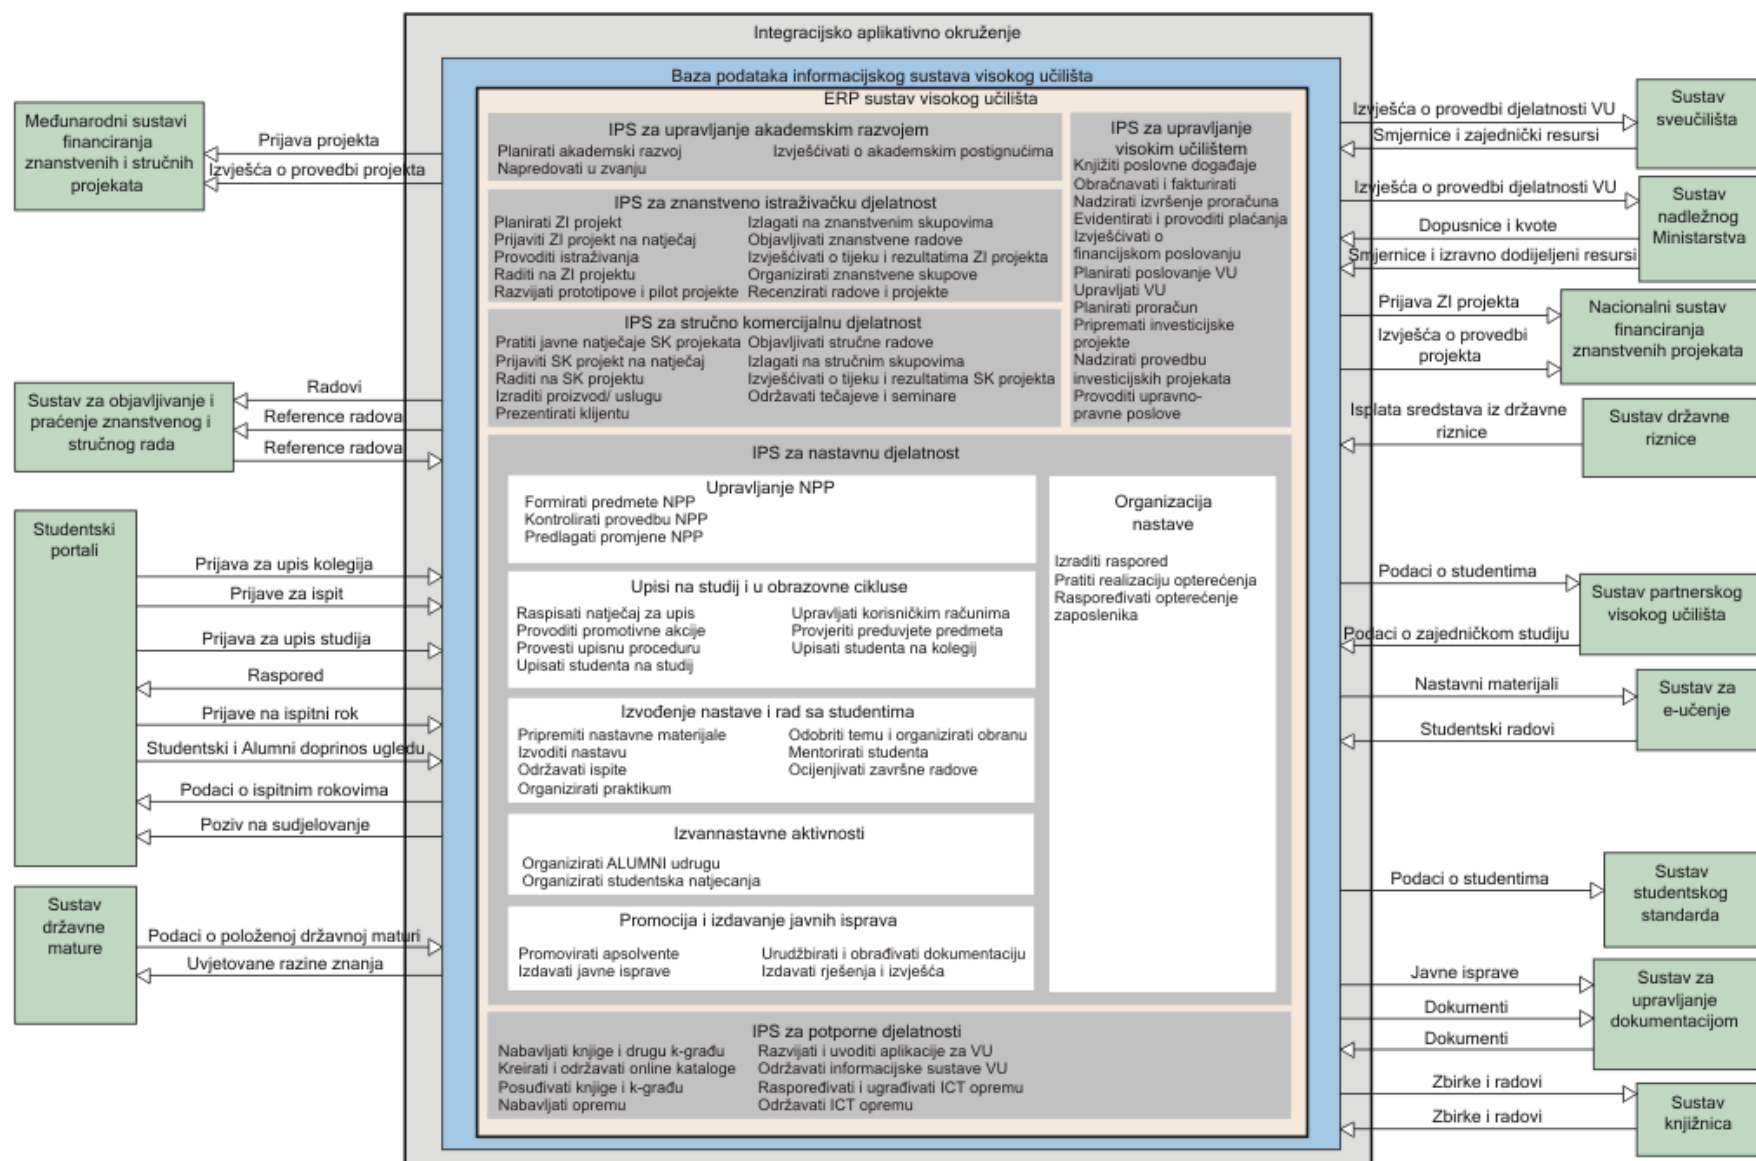 Integracijsko aplikativno okruženje
Baza podataka informacijskog sustava visokog učilišta
ERP sustav visokog učilišta
Međunarodni sustavi
financiranja
znanstvenih i stručnih
projekata
Prijava projekta
Izvješća o provedbi projekta
Sustav za objavljivanje i
praćenje znanstvenog i
stručnog rada
Radovi
Reference radova
Reference radova
Studentski
portali
Prijava za upis kolegija
Prijave za ispit
Prijava za upis studija
Raspored
Prijave na ispitni rok
Studentski i Alumni doprinos ugledu
Podaci o ispitnim rokovima
Poziv na sudjelovanje
Sustav
državne
mature
Podaci o položenoj državnoj maturi
Uvjetovane razine znanja
IPS za upravljanje akademskim razvojem
Planirati akademski razvoj
Napredovati u zvanju
Izvješćivati o akademskim postignućima
IPS za znanstveno istraživačku djelatnost
Planirati ZI projekt
Prijaviti ZI projekt na natječaj
Provoditi istraživanja
Raditi na ZI projektu
Razvijati prototipove i pilot projekte
Izlagati na znanstvenim skupovima
Objavljivati znanstvene radove
Izvješćivati o tijeku i rezultatima ZI projekta
Organizirati znanstvene skupove
Recenzirati radove i projekte
IPS za stručno komercijalnu djelatnost
Pratiti javne natječaje SK projekata
Prijaviti SK projekt na natječaj
Raditi na SK projektu
Izraditi proizvod/ uslugu
Prezentirati klijentu
Objavljivati stručne radove
Izlagati na stručnim skupovima
Izvješćivati o tijeku i rezultatima SK projekta
Održavati tečajeve i seminare
IPS za upravljanje
visokim učilištem
Knjižiti poslovne događaje
Obračnavati i fakturirati
Nadzirati izvršenje proračuna
Evidentirati i provoditi plaćanja
Izvješćivati o
financijskom poslovanju
Planirati poslovanje VU
Upravljati VU
Planirati proračun
Pripremati investicijske
projekte
Nadzirati provedbu
investicijskih projekata
Provoditi upravno-
pravne poslove
IPS za nastavnu djelatnost
Upravljanje NPP
Formirati predmete NPP
Kontrolirati provedbu NPP
Predlagati promjene NPP
Upisi na studij i u obrazovne cikluse
Raspisati natječaj za upis
Provoditi promotivne akcije
Provesti upisnu proceduru
Upisati studenta na studij
Upravljati korisničkim računima
Provjeriti preduvjete predmeta
Upisati studenta na kolegij
Izvođenje nastave i rad sa studentima
Pripremiti nastavne materijale
Izvoditi nastavu
Održavati ispite
Organizirati praktikum
Odobriti temu i organizirati obranu
Mentorirati studenta
Ocijenjivati završne radove
Izvannastavne aktivnosti
Organizirati ALUMNI udrugu
Organizirati studentska natjecanja
Promocija i izdavanje javnih isprava
Promovirati apsolvente
Izdavati javne isprave
Urudžbirati i obrađivati dokumentaciju
Izdavati rješenja i izvješća
Organizacija
nastave
Izraditi raspored
Pratiti realizaciju opterećenja
Raspoređivati opterećenje
zaposlenika
IPS za potporne djelatnosti
Nabavljati knjige i drugu k-građu
Kreirati i održavati online kataloge
Posuđivati knjige i k-građu
Nabavljati opremu
Razvijati i uvoditi aplikacije za VU
Održavati informacijske sustave VU
Raspoređivati i ugrađivati ICT opremu
Održavati ICT opremu
Izvješća o provedbi djelatnosti VU
Smjernice i zajednički resursi
Sustav
sveučilišta
Izvješća o provedbi djelatnosti VU
Dopusnice i kvote
Smjernice i izravno dodijeljeni resursi
Sustav
nadležnog
Ministarstva
Prijava ZI projekta
Izvješća o provedbi
projekta
Nacionalni sustav
financiranja
znanstvenih projekata
Isplata sredstava iz državne
riznice
Sustav državne
riznice
Podaci o studentima
Podaci o zajedničkom studiju
Sustav partnerskog
visokog učilišta
Nastavni materijali
Studentski radovi
Sustav za
e-učenje
Podaci o studentima
Sustav
studentskog
standarda
Javne isprave
Dokumenti
Dokumenti
Sustav za
upravljanje
dokumentacijom
Zbirke i radovi
Zbirke i radovi
Sustav
knjižnica